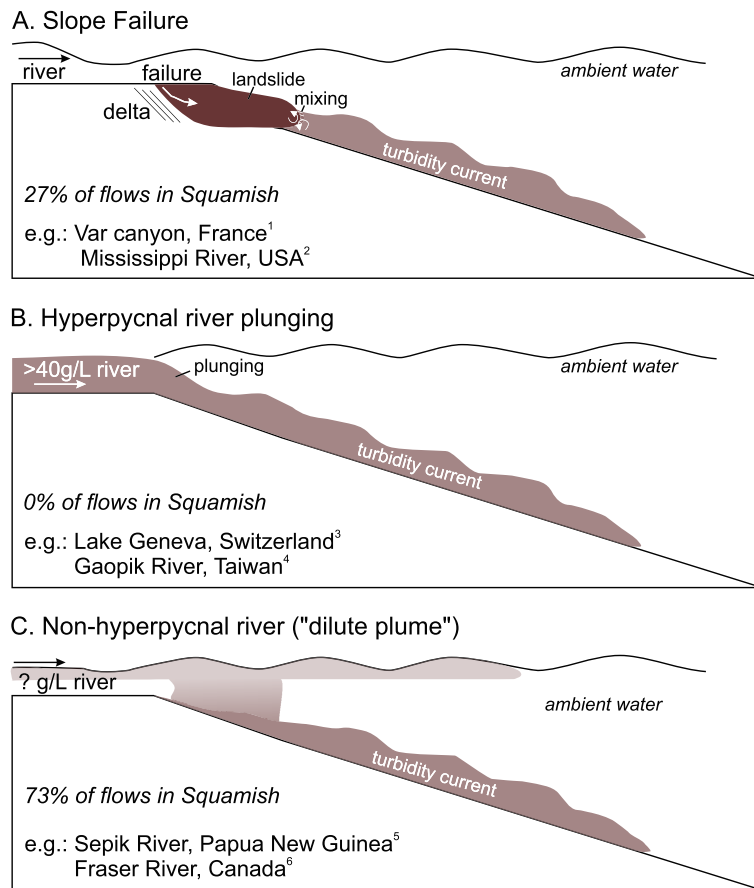 A. Slope Failure
river
failure
landslide
mixing
ambient water
delta
turbidity current
27% of flows in Squamish
e.g.: Var canyon, France¹
Mississippi River, USA²
B. Hyperpycnal river plunging
>40g/L river
plunging
ambient water
turbidity current
0% of flows in Squamish
e.g.: Lake Geneva, Switzerland³
Gaopik River, Taiwan⁴
C. Non-hyperpycnal river ("dilute plume")
? g/L river
ambient water
turbidity current
73% of flows in Squamish
e.g.: Sepik River, Papua New Guinea⁵
Fraser River, Canada⁶